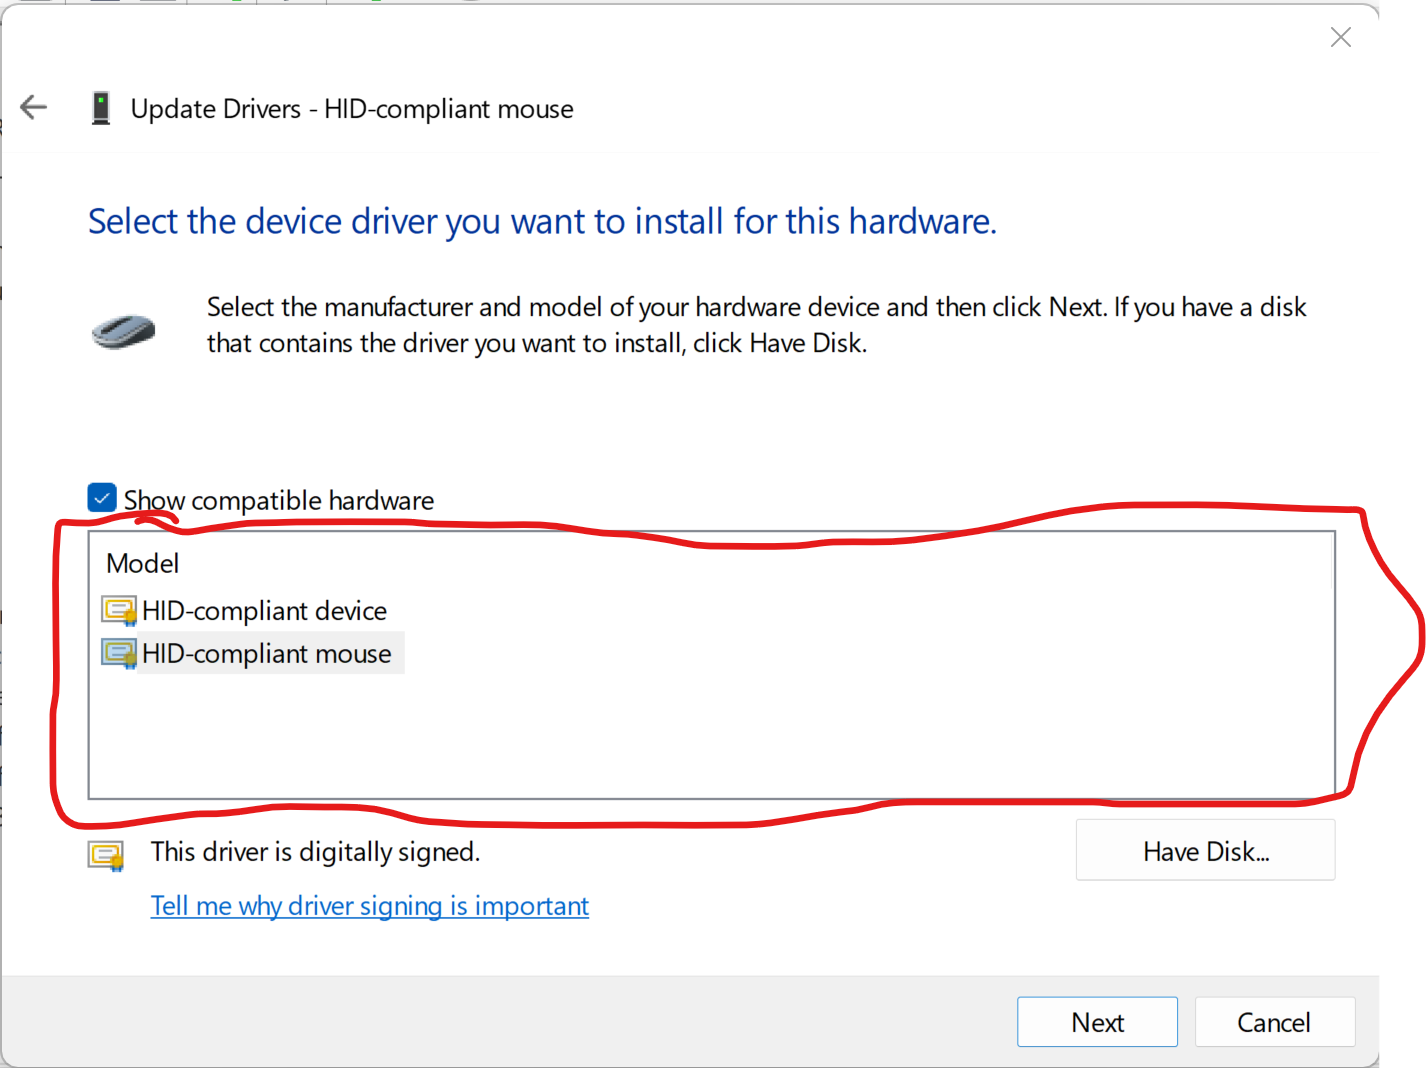 Update Drivers - HID-compliant mouse
Select the device driver you want to install for this hardware.
Select the manufacturer and model of your hardware device and then click Next. If you have a disk
that contains the driver you want to install, click Have Disk.
Show compatible hardware
Model
HID-compliant device
HID-compliant mouse
This driver is digitally signed.
Have Disk...
Tell me why driver signing is important
Next
Cancel